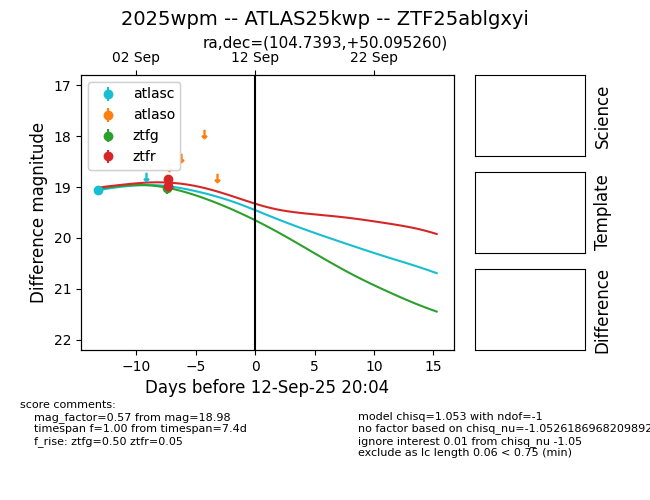 2025wpm -- ATLAS25kwp -- ZTF25ablgxyi
ra,dec=(104.7393,+50.095260)
02 Sep 12 Sep 22 Sep
atlasc
atlaso
ztfg
ztfr
17
18
19
20
21
22
Difference magnitude
−10 −5 0 5 10 15
Days before 12-Sep-25 20:04
Science
Template
Difference
score comments:
mag_factor=0.57 from mag=18.98
timespan f=1.00 from timespan=7.4d
f_rise: ztfg=0.50 ztfr=0.05
model chisq=1.053 with ndof=-1
no factor based on chisq_nu=-1.0526186968209892
ignore interest 0.01 from chisq_nu -1.05
exclude as lc length 0.06 < 0.75 (min)